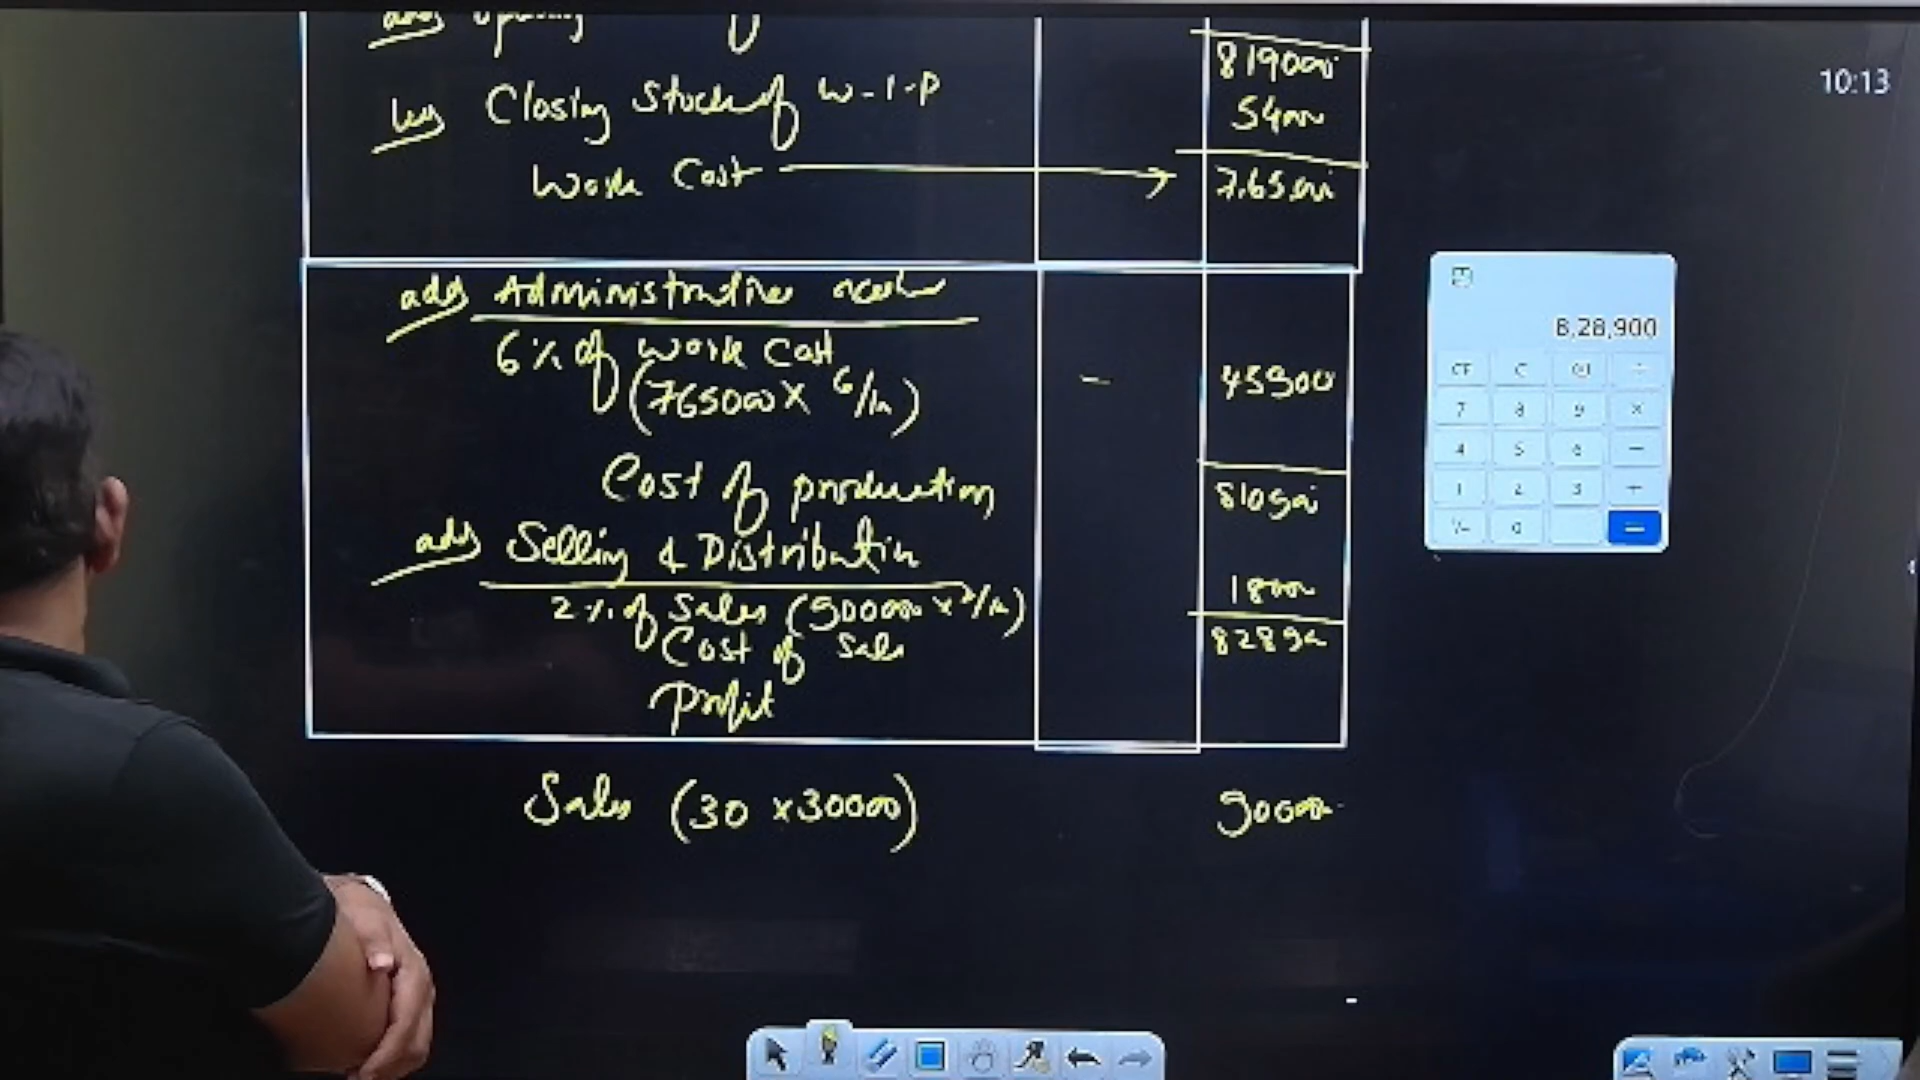 add opening
819000
less Closing Stock of W-I-P 54000
Work Cost 765000
10:13
add Administrative
6% of Work Cost
(765000 x 6/100) - 45900
8,28,900
CE C ÷
7 8 9 ×
4 5 6 −
1 2 3 +
0 =
Cost of production 810900
add Selling & Distribution
2% of Sales (900000 x 2/100) 18000
Cost of Sales 828900
Profit
Sales (30 x 30000) 900000